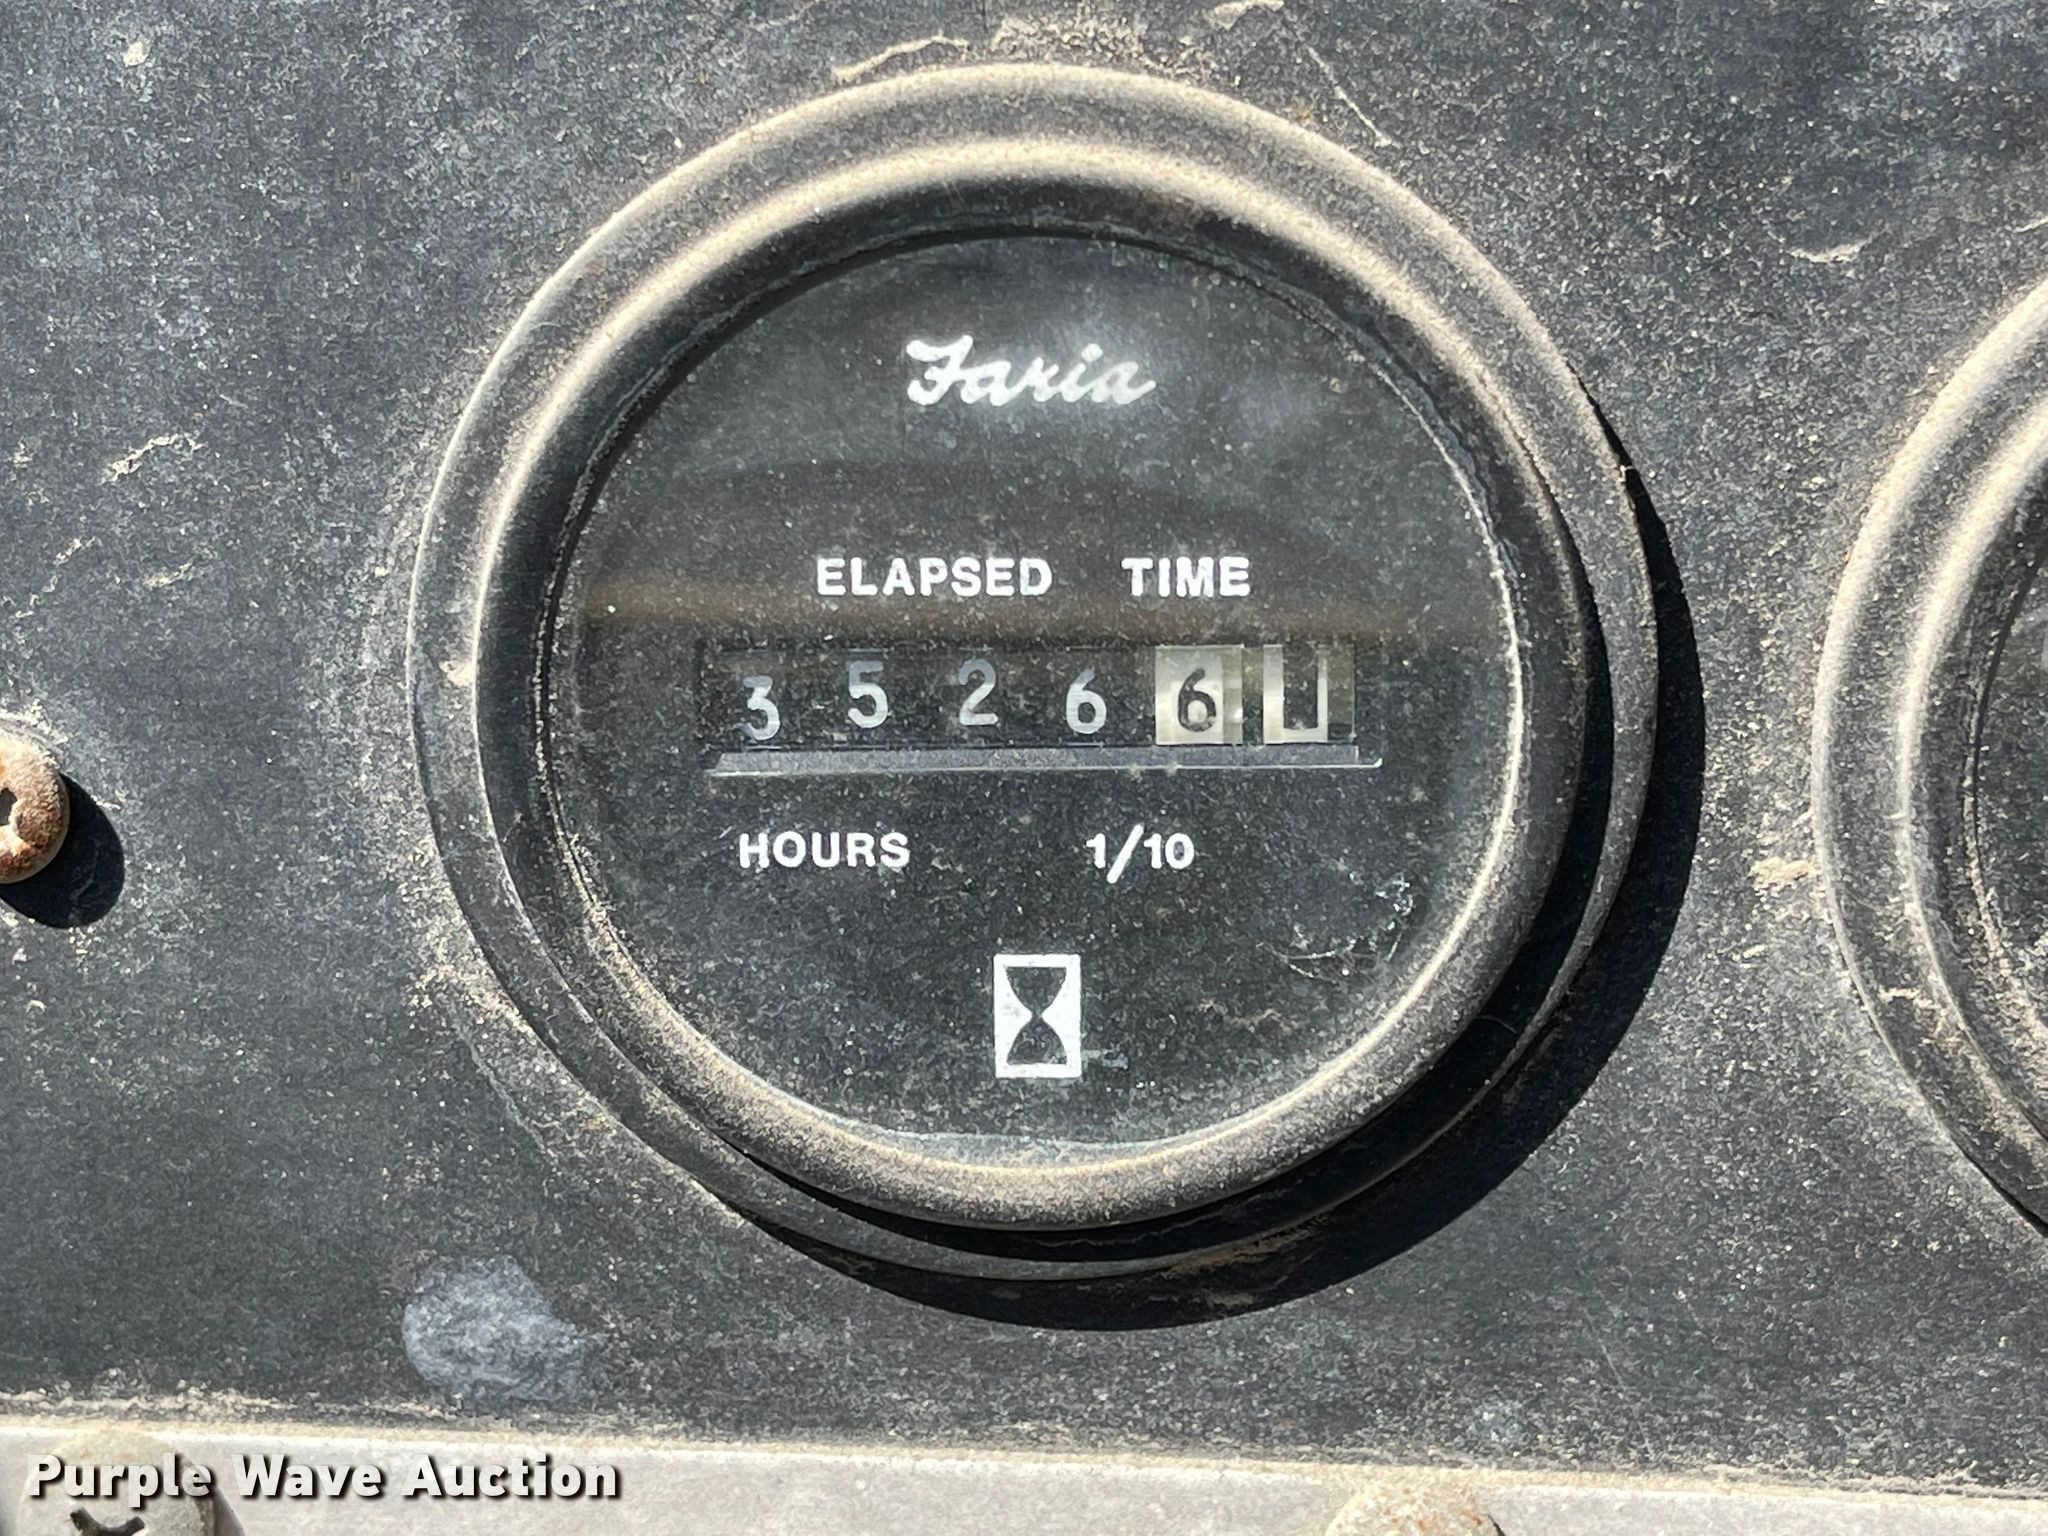 Faria
ELAPSED TIME
3 5 2 6 6
HOURS 1/10
Purple Wave Auction